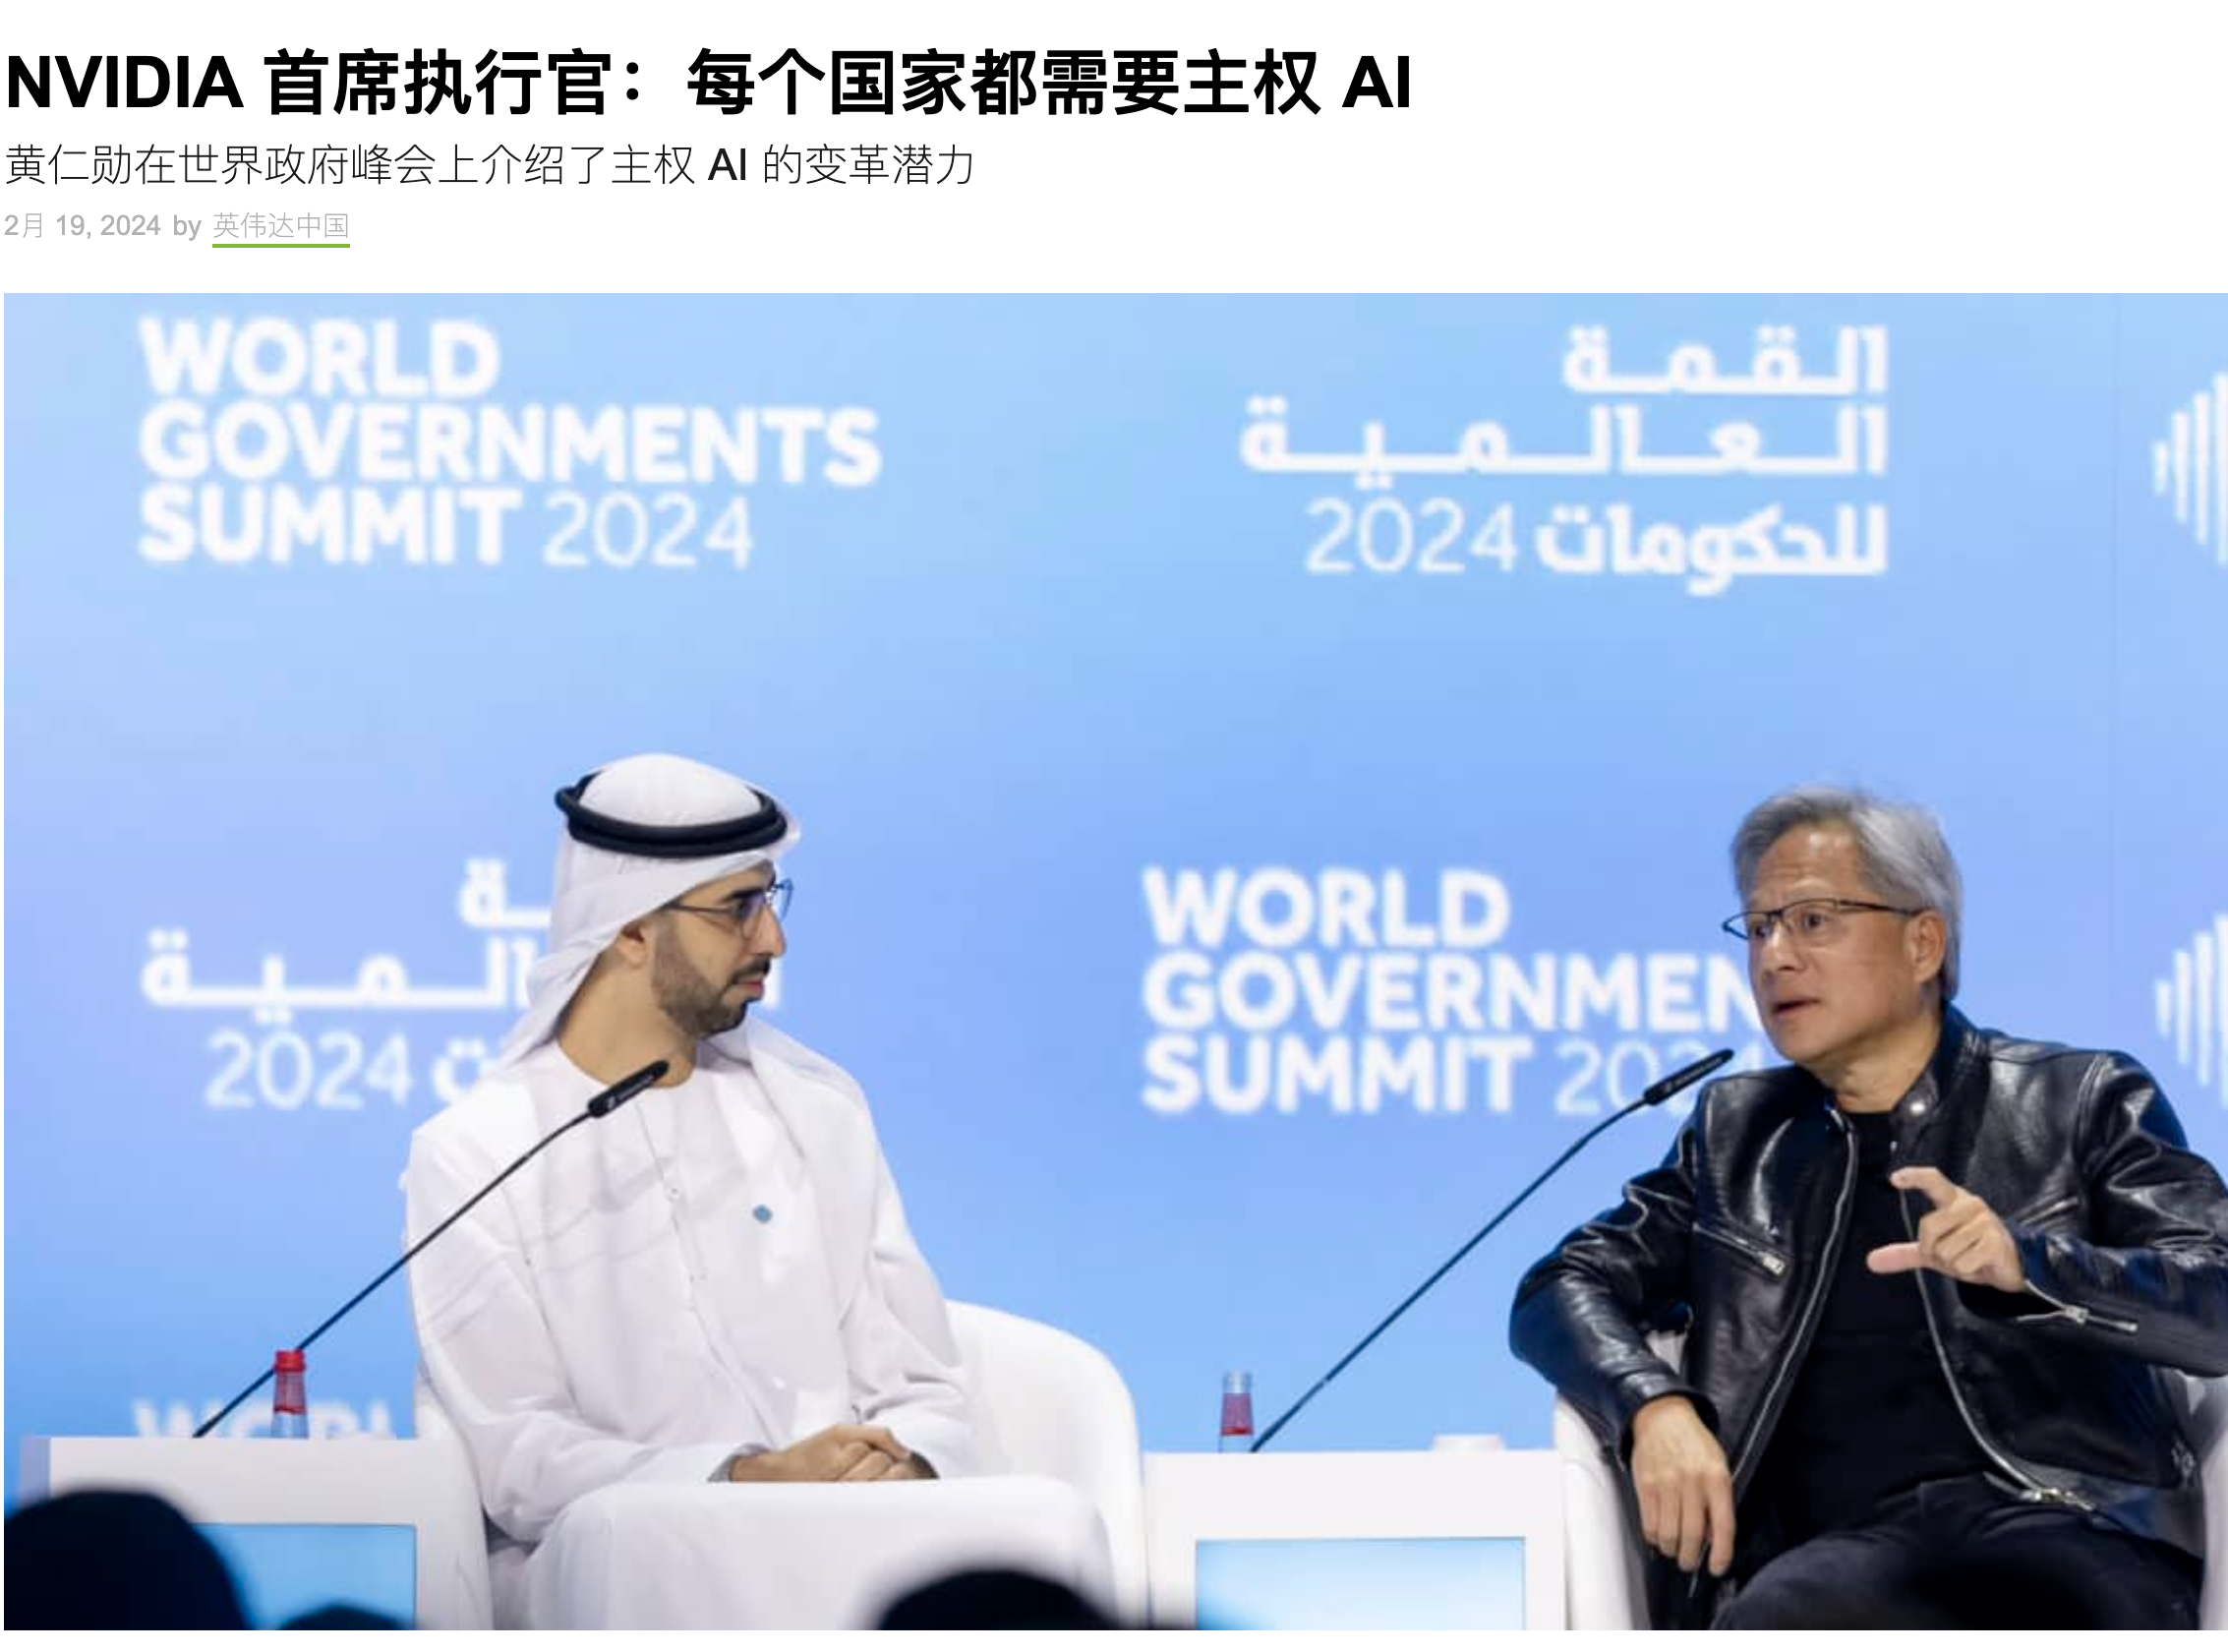 NVIDIA 首席执行官：每个国家都需要主权 AI
黄仁勋在世界政府峰会上介绍了主权 AI 的变革潜力
2月 19, 2024 by 英伟达中国
WORLD
GOVERNMENTS
SUMMIT 2024
القمة
العالمية
للحكومات 2024
WORLD
GOVERNMEN
SUMMIT 202
2024
WORL